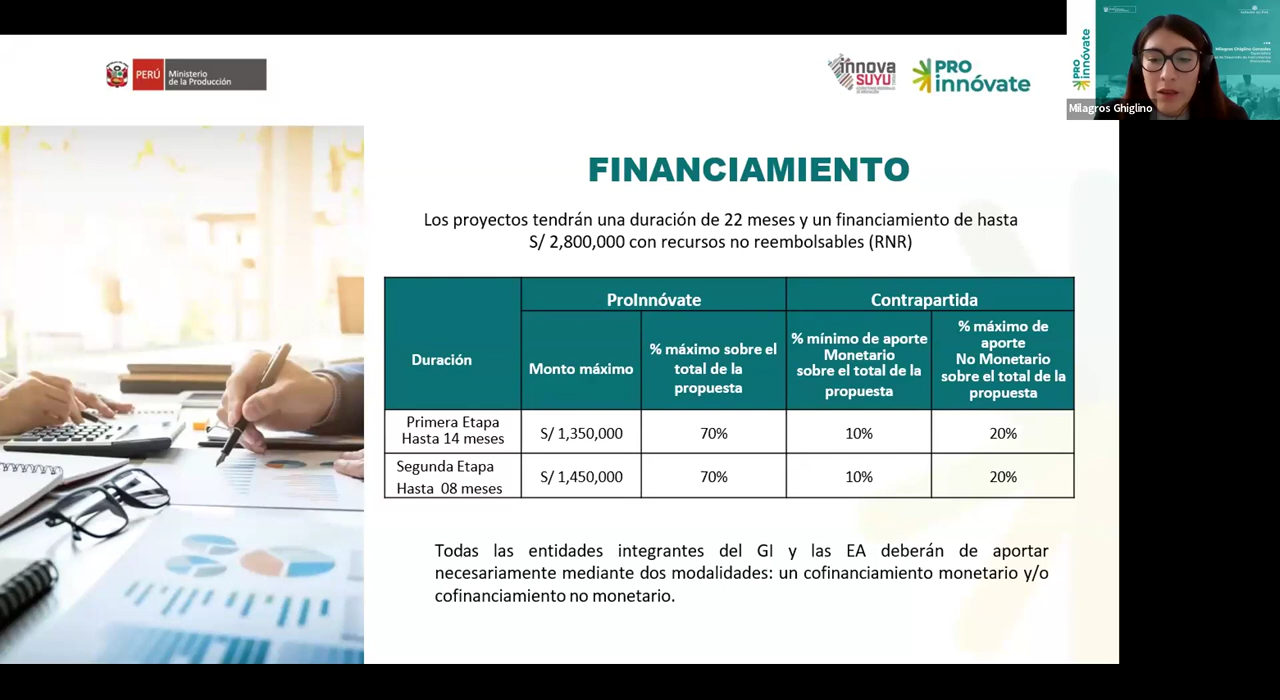 PERÚ
Ministerio
de la Producción
innova
SUYU
PRO
innóvate
PRO
innóvate
Milagros Ghiglino
FINANCIAMIENTO
Los proyectos tendrán una duración de 22 meses y un financiamiento de hasta
S/ 2,800,000 con recursos no reembolsables (RNR)
Duración
ProInnóvate
Contrapartida
Monto máximo
% máximo sobre el
total de la
propuesta
% mínimo de aporte
Monetario
sobre el total de la
propuesta
% máximo de
aporte
No Monetario
sobre el total de la
propuesta
Primera Etapa
Hasta 14 meses
S/ 1,350,000
70%
10%
20%
Segunda Etapa
Hasta 08 meses
S/ 1,450,000
70%
10%
20%
Todas las entidades integrantes del GI y las EA deberán de aportar
necesariamente mediante dos modalidades: un cofinanciamiento monetario y/o
cofinanciamiento no monetario.